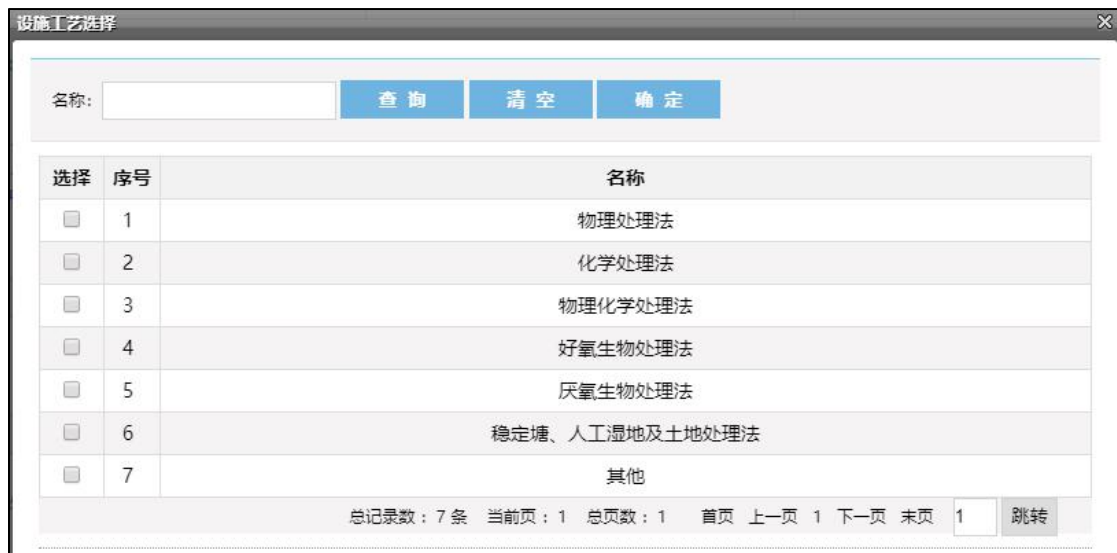 设施工艺选择
名称: 查 询 清 空 确 定
选择 序号 名称
1 物理处理法
2 化学处理法
3 物理化学处理法
4 好氧生物处理法
5 厌氧生物处理法
6 稳定塘、人工湿地及土地处理法
7 其他
总记录数：7 条 当前页：1 总页数：1 首页 上一页 1 下一页 末页 1 跳转